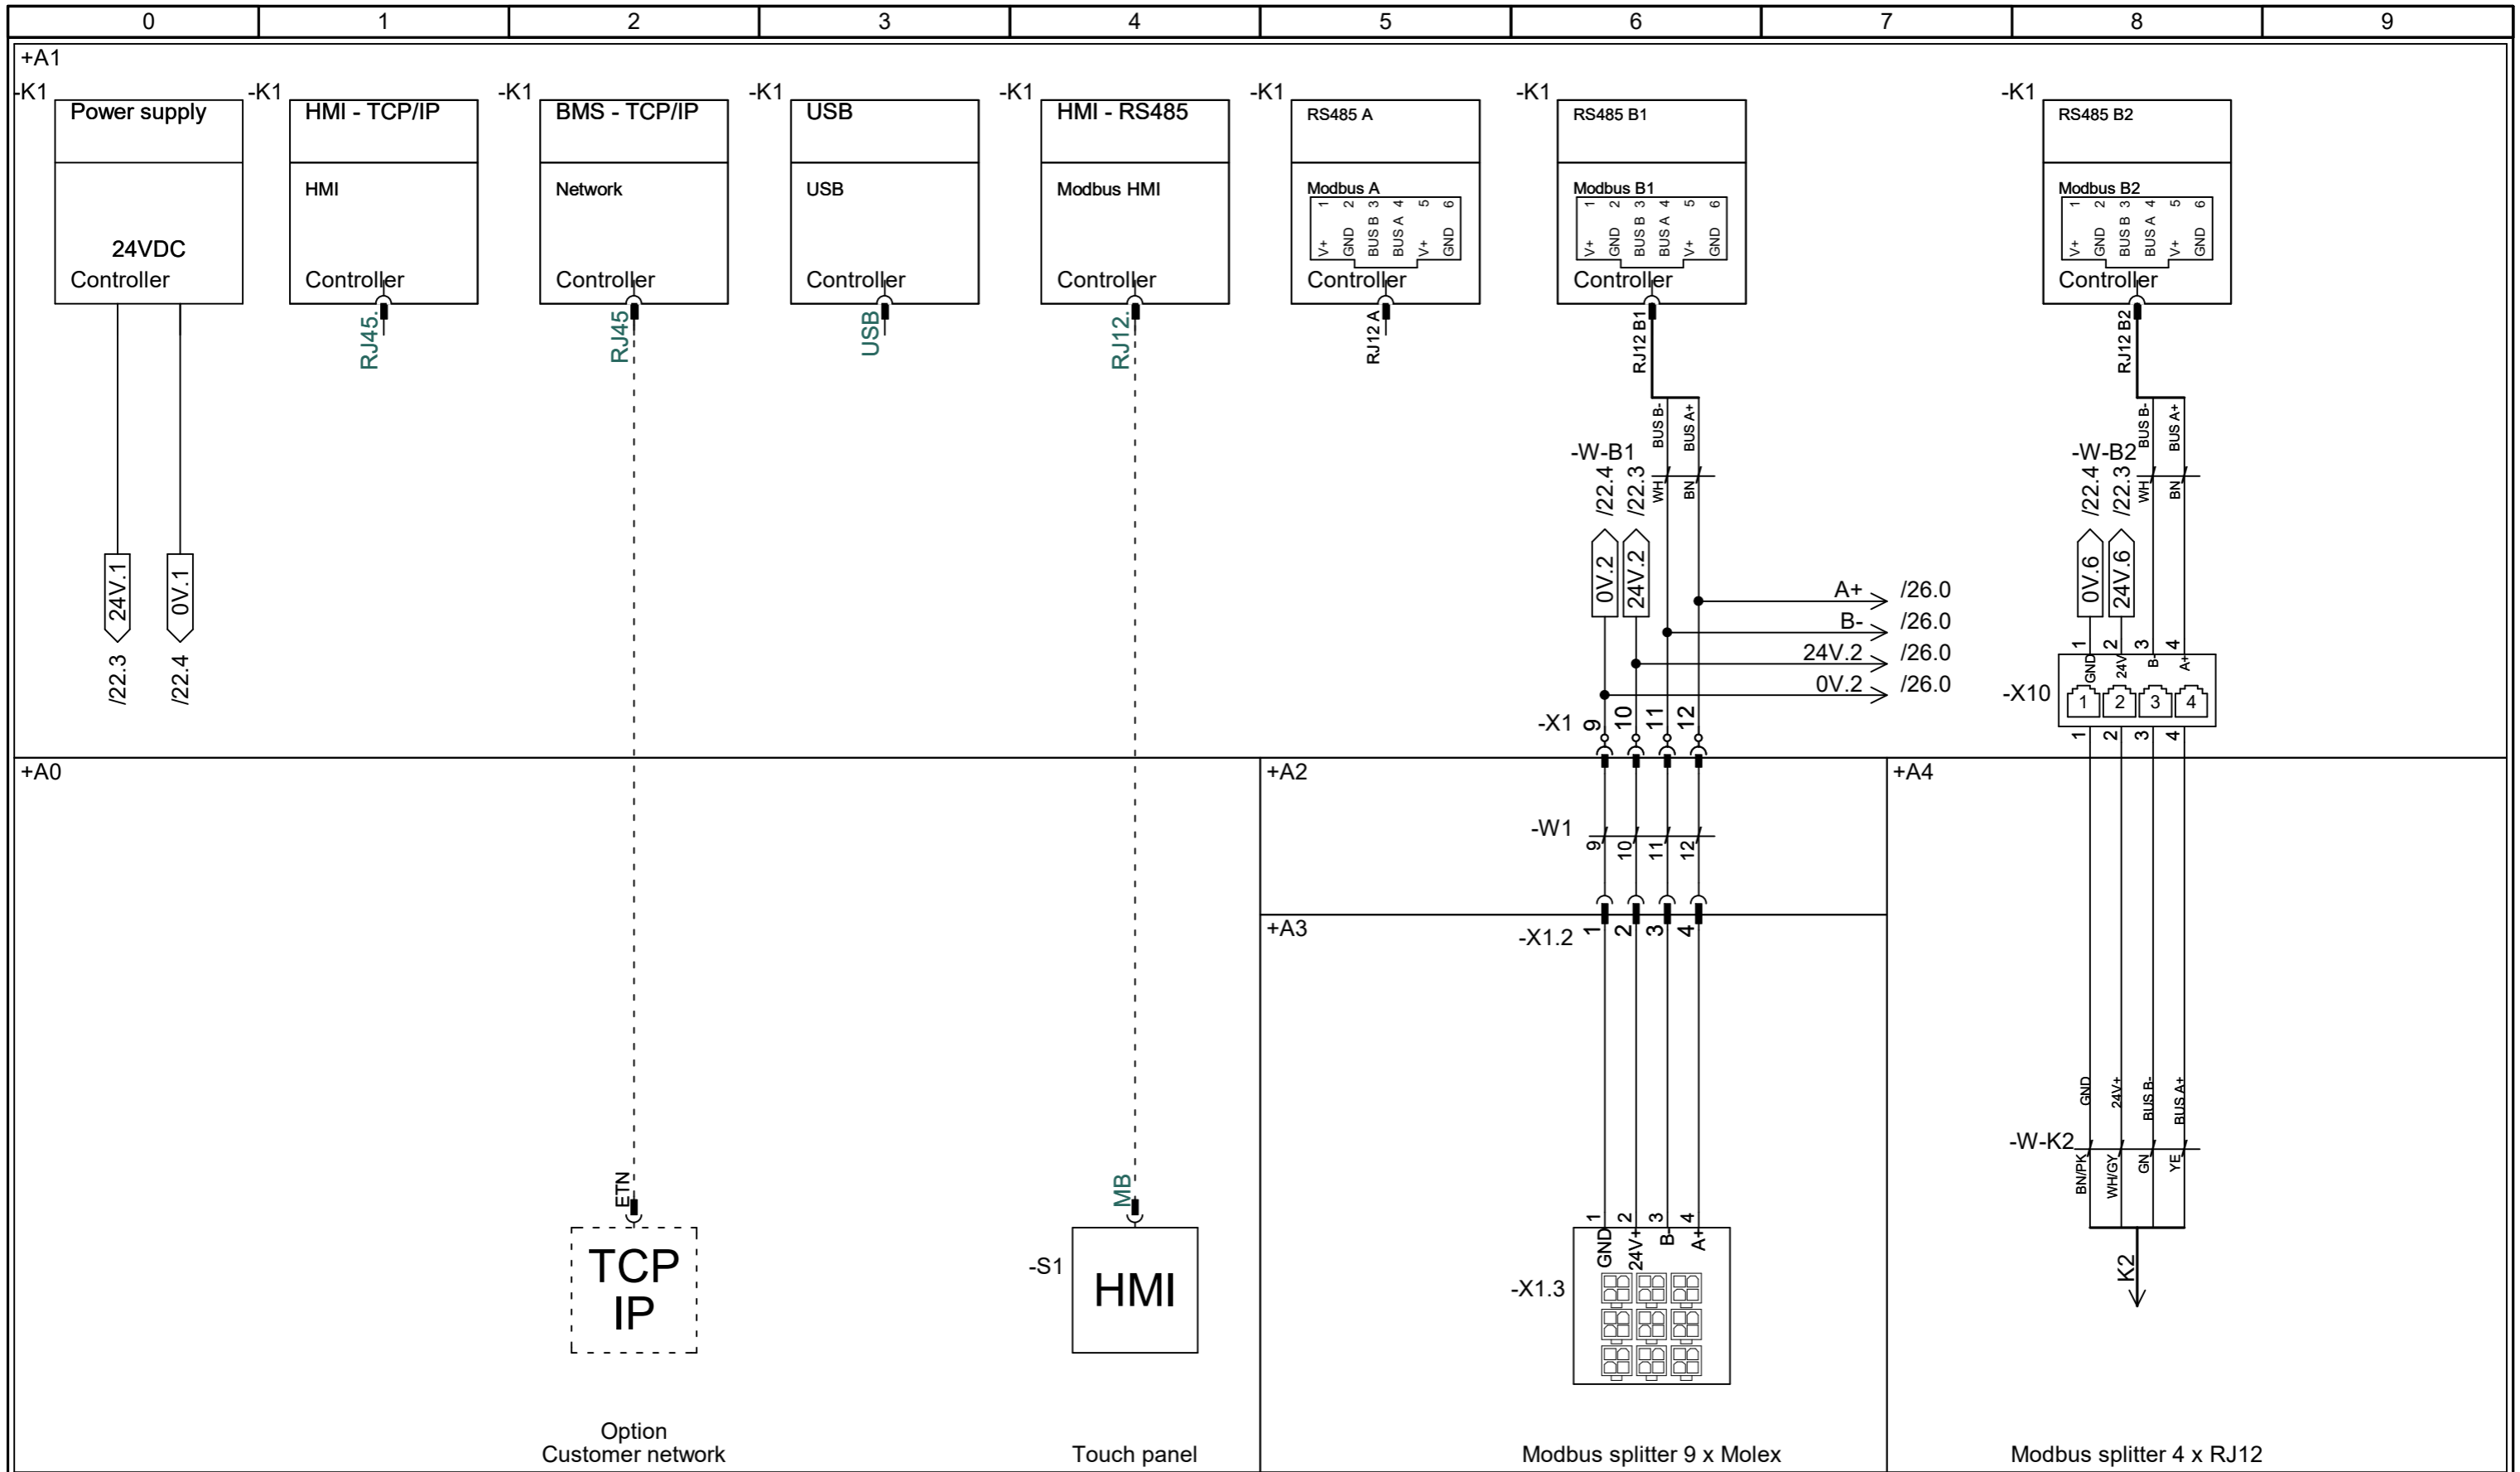 0 1 2 3 4 5 6 7 8 9
+A1
-K1 -K1 -K1 -K1 -K1 -K1 -K1 -K1
Power supply
24VDC
Controller
HMI - TCP/IP
HMI
Controller
RJ45.
BMS - TCP/IP
Network
Controller
RJ45
USB
USB
Controller
USB
HMI - RS485
Modbus HMI
Controller
RJ12.
RS485 A
Modbus A
1 2 3 4 5 6
V+ GND BUS B BUS A V+ GND
Controller
RJ12 A
RS485 B1
Modbus B1
1 2 3 4 5 6
V+ GND BUS B BUS A V+ GND
Controller
RJ12 B1
RS485 B2
Modbus B2
1 2 3 4 5 6
V+ GND BUS B BUS A V+ GND
Controller
RJ12 B2
24V.1 0V.1
/22.3 /22.4
BUS B- BUS A+
-W-B1
/22.4 /22.3 WH BN
0V.2 24V.2
A+ /26.0
B- /26.0
24V.2 /26.0
0V.2 /26.0
-X1 9 10 11 12
BUS B- BUS A+
-W-B2
/22.4 /22.3 WH BN
0V.6 24V.6
1 2 3 4
GND 24V B- A+
-X10 1 2 3 4
1 2 3 4
+A0
+A2
+A4
-W1
9 10 11 12
+A3
-X1.2 1 2 3 4
GND 24V+ BUS B- BUS A+
-W-K2
BN/PK WH/GY GN YE
K2
ETN
TCP
IP
MB
-S1
HMI
1 2 3 4
GND 24V+ B- A+
-X1.3
Option
Customer network
Touch panel
Modbus splitter 9 x Molex
Modbus splitter 4 x RJ12